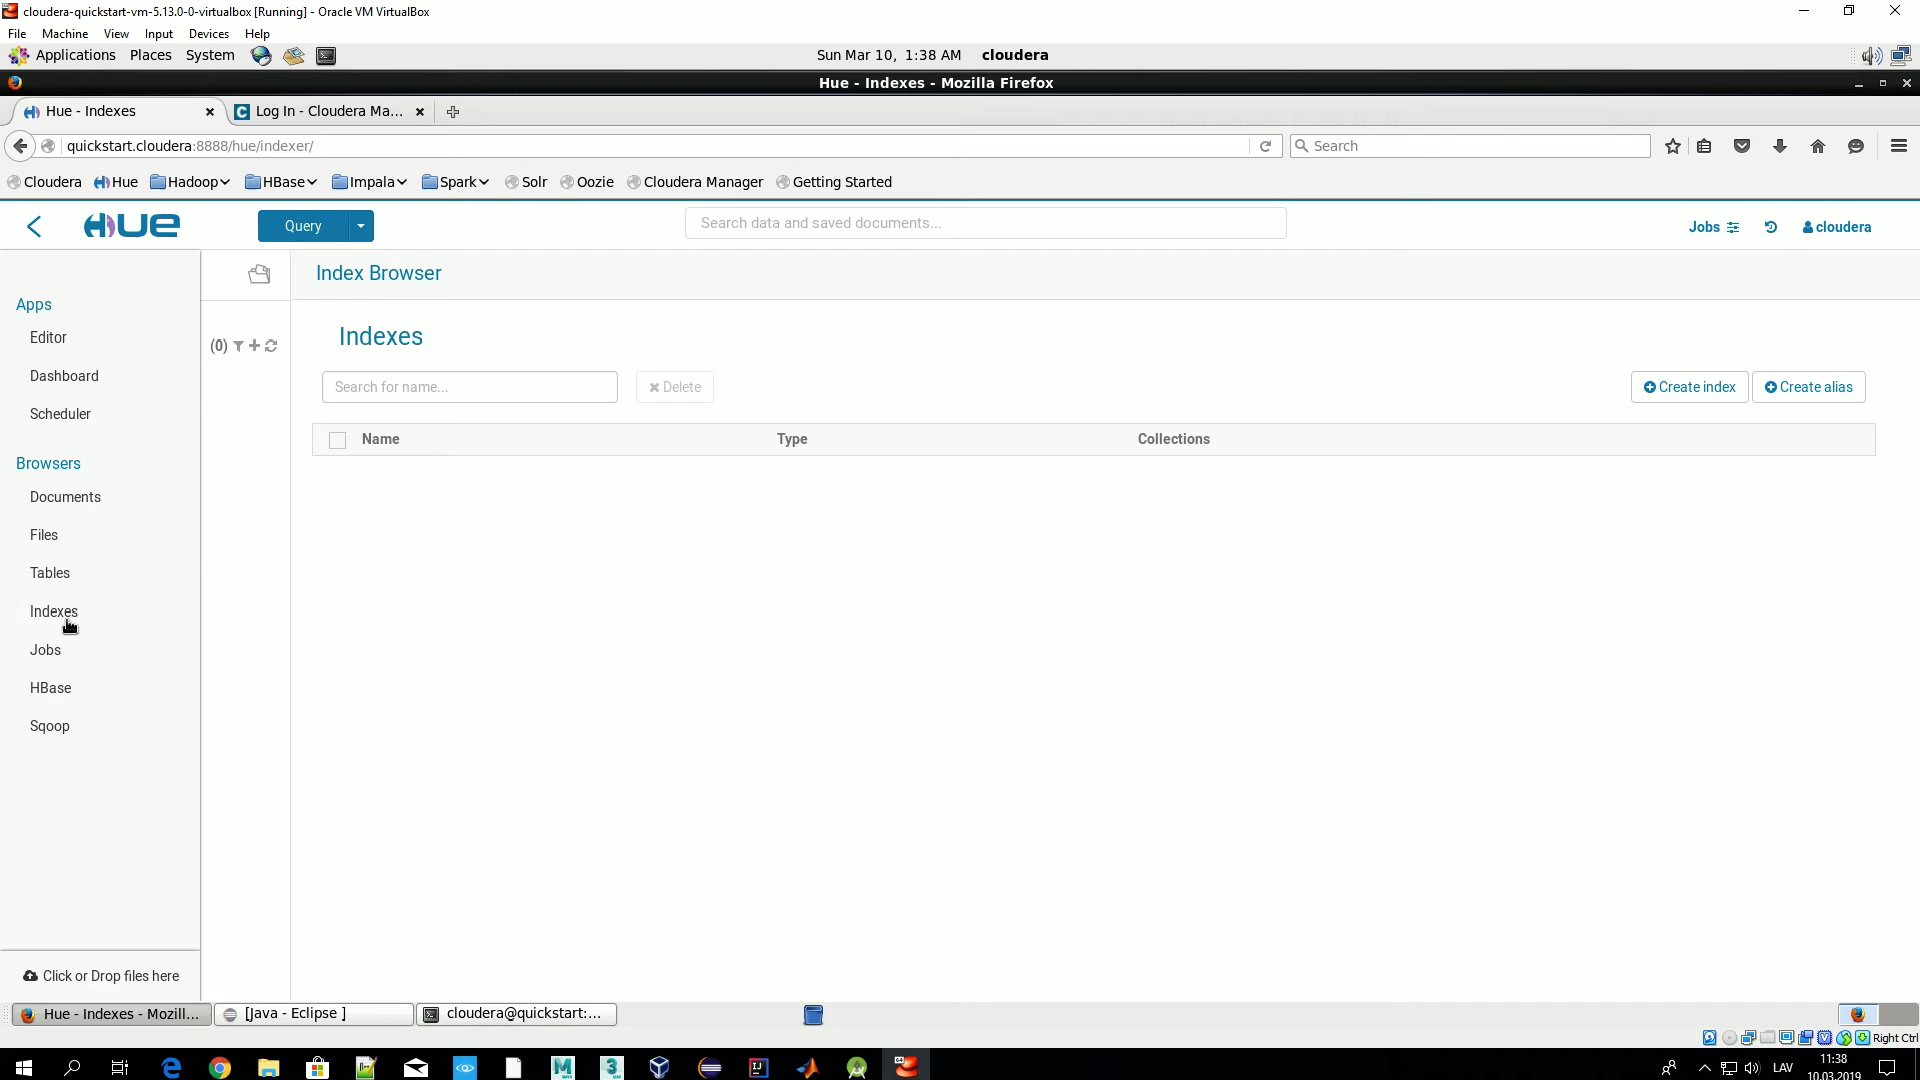 cloudera-quickstart-vm-5.13.0-0-virtualbox [Running] - Oracle VM VirtualBox
File Machine View Input Devices Help
Applications Places System Sun Mar 10, 1:38 AM cloudera
Hue - Indexes - Mozilla Firefox
Hue - Indexes Log In - Cloudera Ma...
quickstart.cloudera:8888/hue/indexer/ Search
Cloudera Hue Hadoop HBase Impala Spark Solr Oozie Cloudera Manager Getting Started
HUE Query Search data and saved documents... Jobs cloudera
Index Browser
Apps
Editor
Dashboard
Scheduler
Browsers
Documents
Files
Tables
Indexes
Jobs
HBase
Sqoop
Click or Drop files here
(0)
Indexes
Search for name... Delete Create index Create alias
Name Type Collections
Hue - Indexes - Mozill... [Java - Eclipse ] cloudera@quickstart:...
Right Ctrl
LAV 11:38
10.03.2019